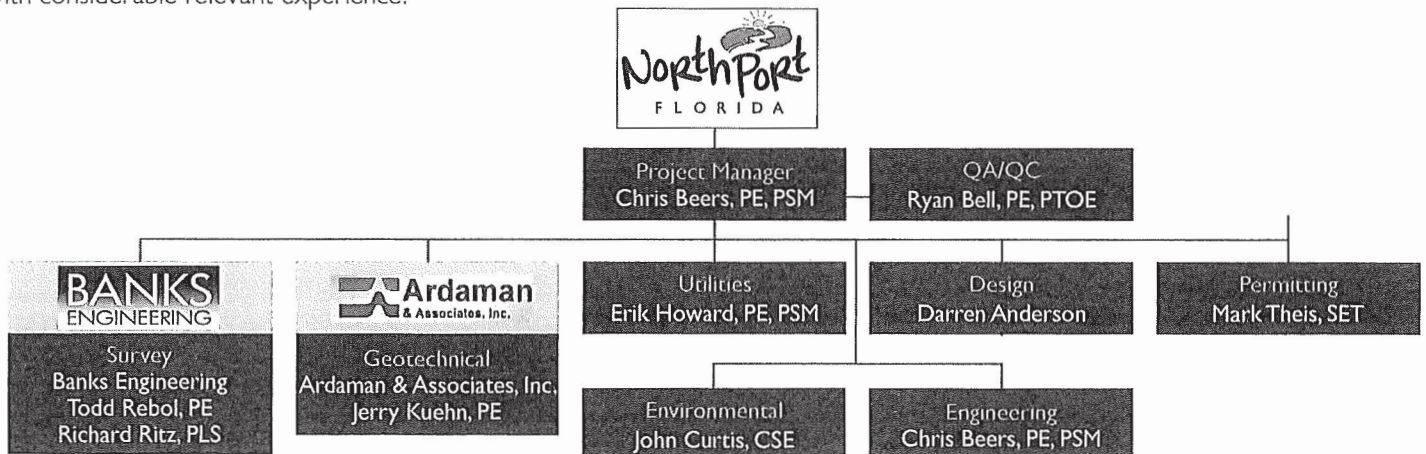 with considerable relevant experience.
NorthPort
FLORIDA
Project Manager
Chris Beers, PE, PSM
QA/QC
Ryan Bell, PE, PTOE
BANKS
ENGINEERING
Survey
Banks Engineering
Todd Rebol, PE
Richard Ritz, PLS
Ardaman
& Associates, Inc.
Geotechnical
Ardaman & Associates, Inc.
Jerry Kuehn, PE
Utilities
Erik Howard, PE, PSM
Design
Darren Anderson
Permitting
Mark Theis, SET
Environmental
John Curtis, CSE
Engineering
Chris Beers, PE, PSM